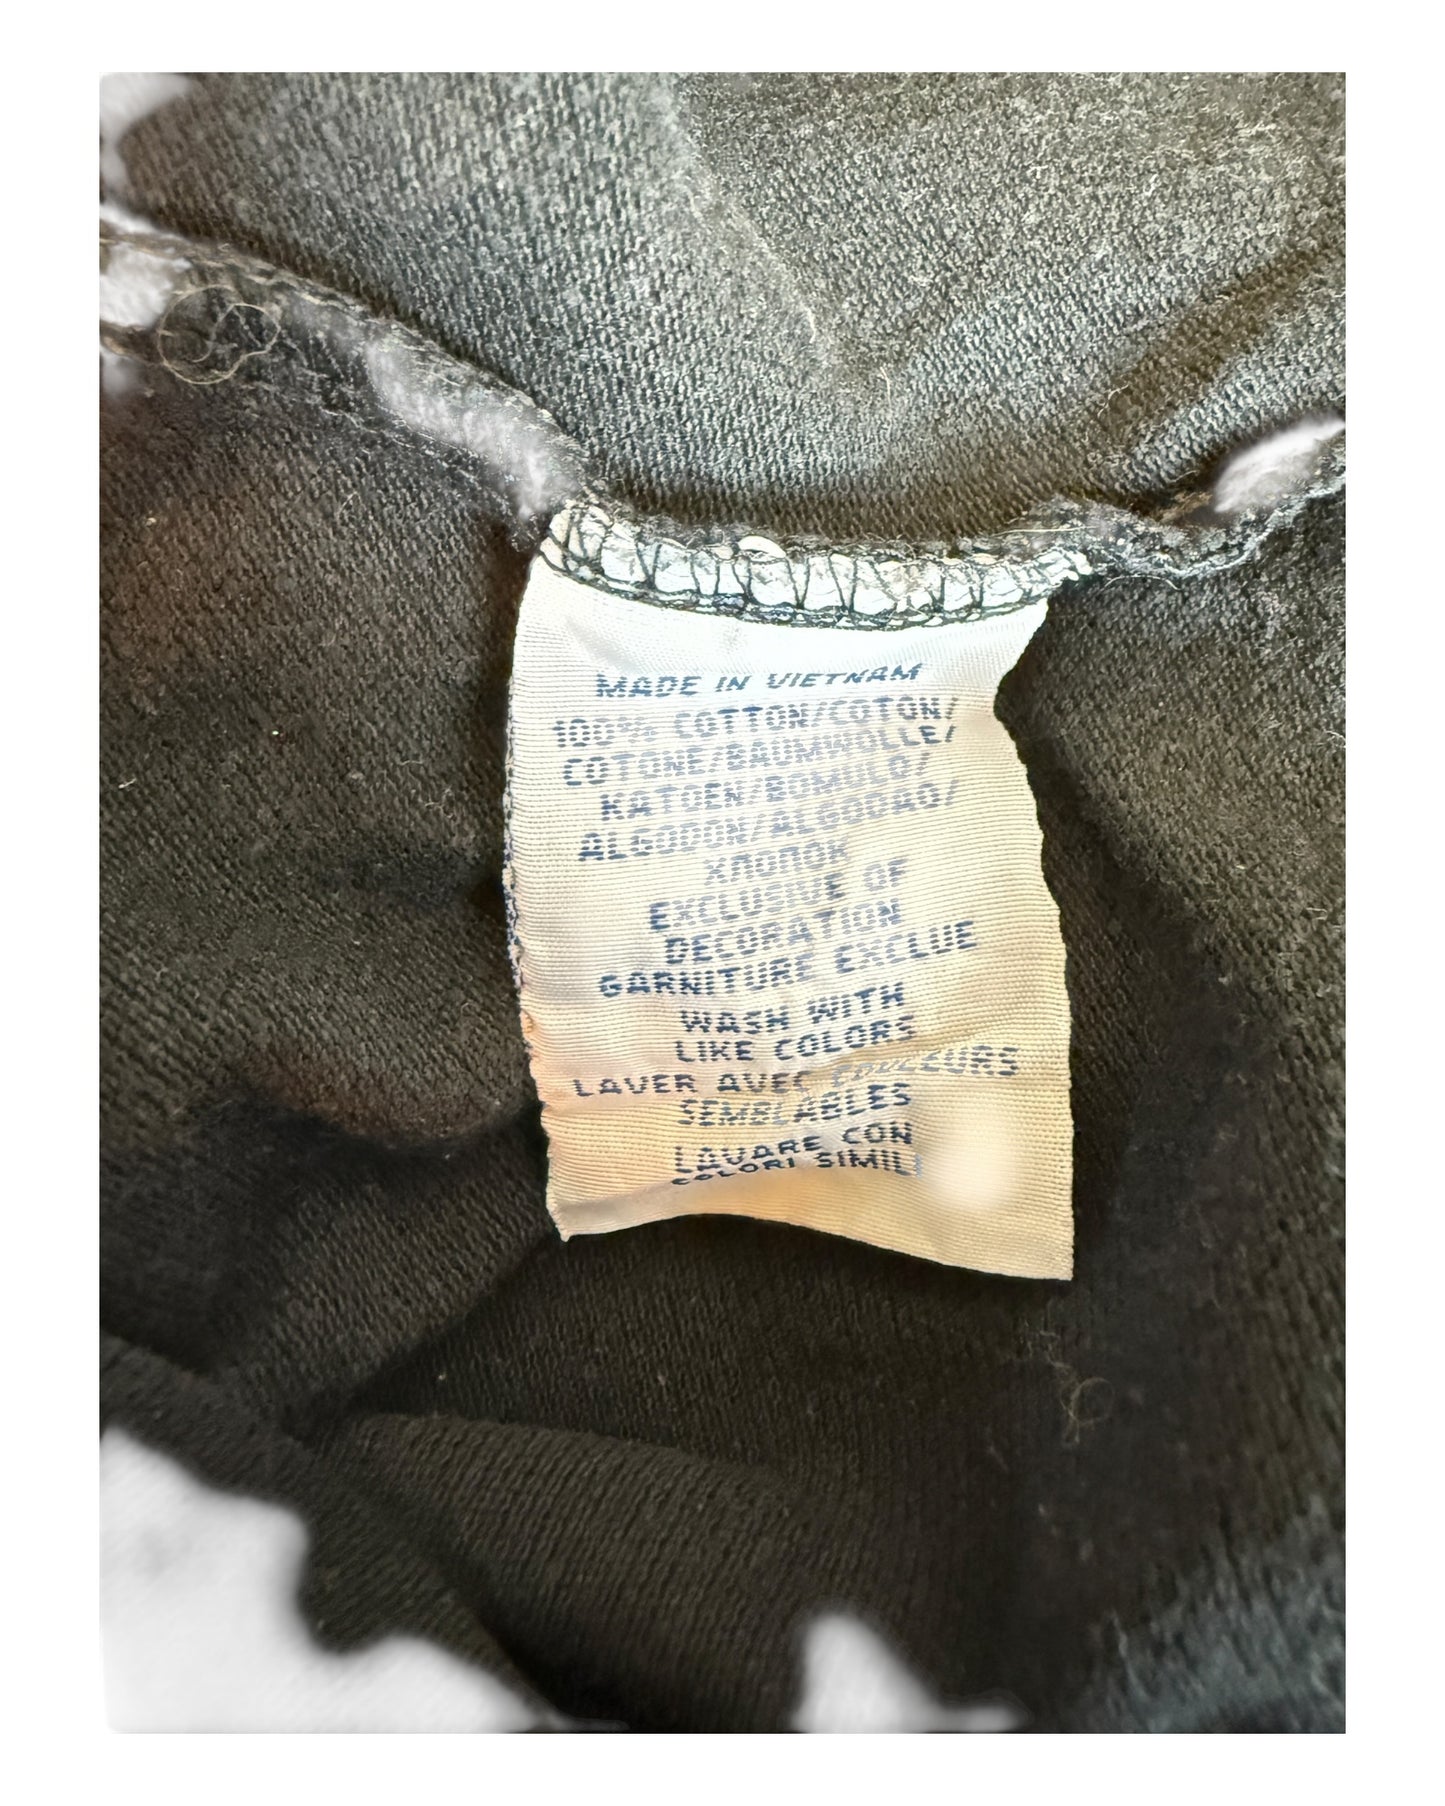 MADE IN VIETNAM
100% COTTON/COTON/
COTONE/BAUMWOLLE/
KATOEN/BOMULD/
ALGODON/ALGODAO/
ХЛОПОК
EXCLUSIVE OF
DECORATION
GARNITURE EXCLUE
WASH WITH
LIKE COLORS
LAVER AVEC COULEURS
SEMBLABLES
LAVARE CON
COLORI SIMILI